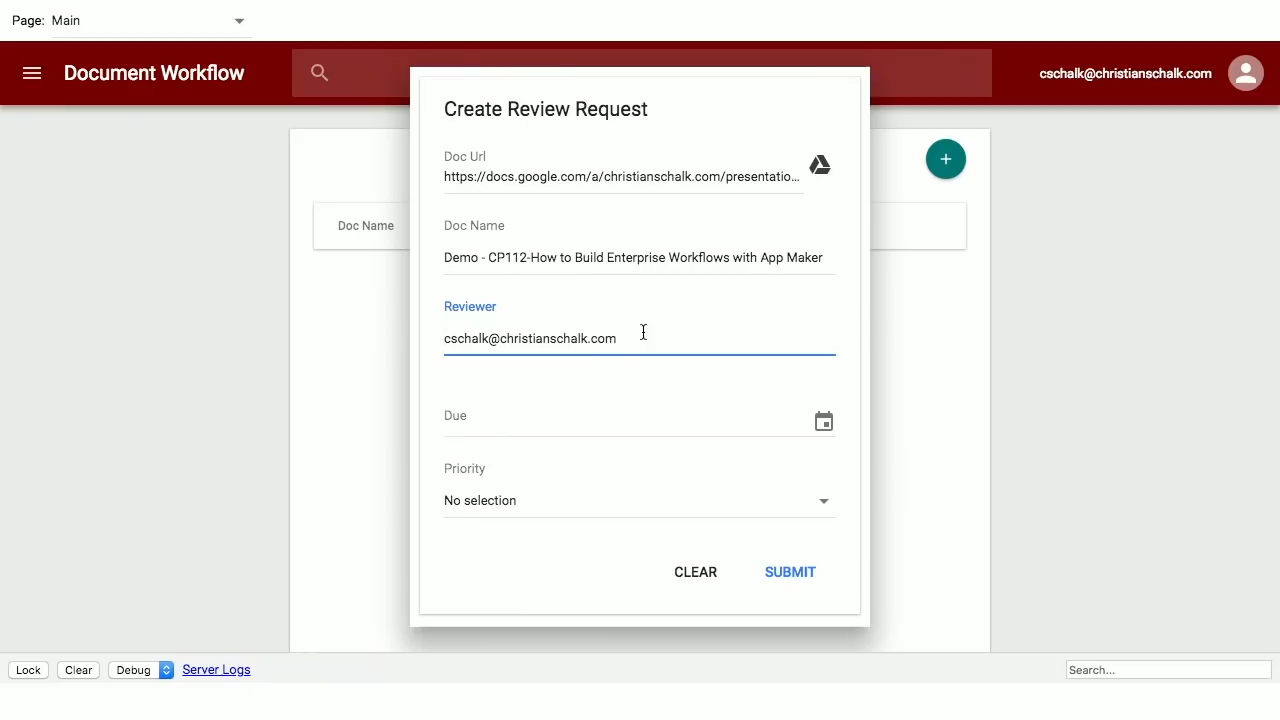 Page: Main
Document Workflow
cschalk@christianschalk.com
Create Review Request
Doc Url
https://docs.google.com/a/christianschalk.com/presentatio...
Doc Name
Doc Name
Demo - CP112-How to Build Enterprise Workflows with App Maker
Reviewer
cschalk@christianschalk.com
Due
Priority
No selection
CLEAR SUBMIT
Lock Clear Debug Server Logs Search...